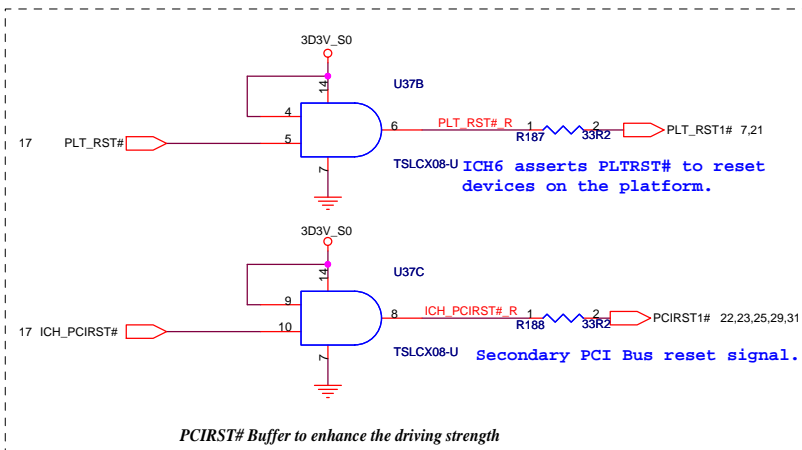 3D3V_S0
14
U37B
4
17 PLT_RST#
5
6
PLT_RST#_R
1
R187
2
33R2
PLT_RST1# 7,21
7
TSLCX08-U
ICH6 asserts PLTRST# to reset
devices on the platform.
3D3V_S0
14
U37C
9
17 ICH_PCIRST#
10
8
ICH_PCIRST#_R
1
R188
2
33R2
PCIRST1# 22,23,25,29,31
7
TSLCX08-U
Secondary PCI Bus reset signal.
PCIRST# Buffer to enhance the driving strength